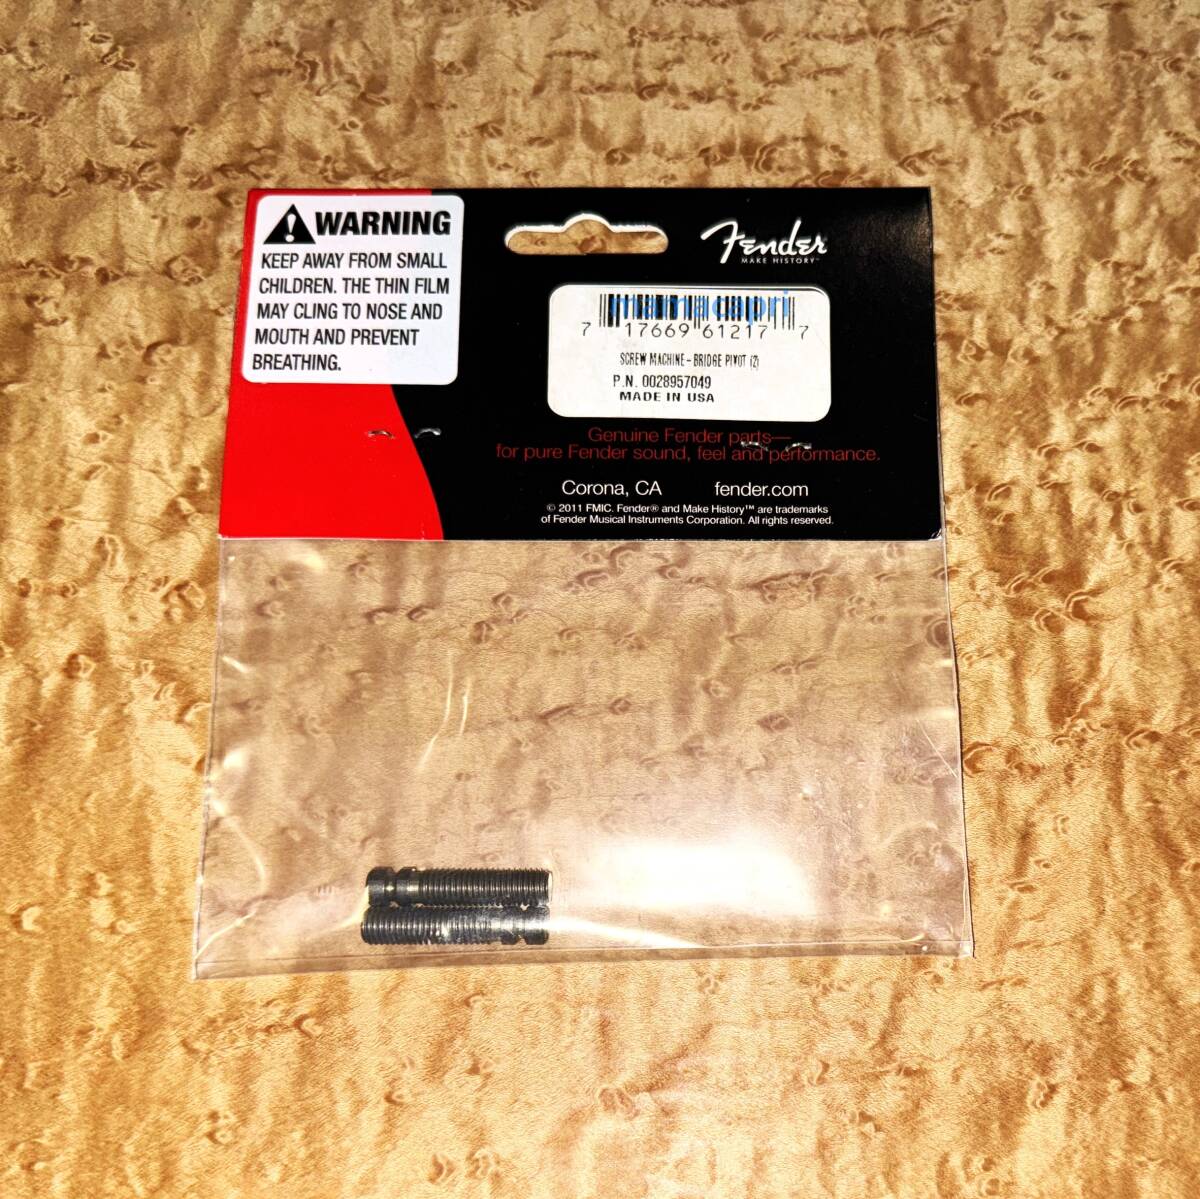 WARNING
KEEP AWAY FROM SMALL
CHILDREN. THE THIN FILM
MAY CLING TO NOSE AND
MOUTH AND PREVENT
BREATHING.
Fender
MAKE HISTORY™
mamacapri
7 17669 61217 7
SCREW MACHINE - BRIDGE PIVOT (2)
P.N. 0028957049
MADE IN USA
Genuine Fender parts—
for pure Fender sound, feel and performance.
Corona, CA fender.com
© 2011 FMIC. Fender® and Make History™ are trademarks
of Fender Musical Instruments Corporation. All rights reserved.